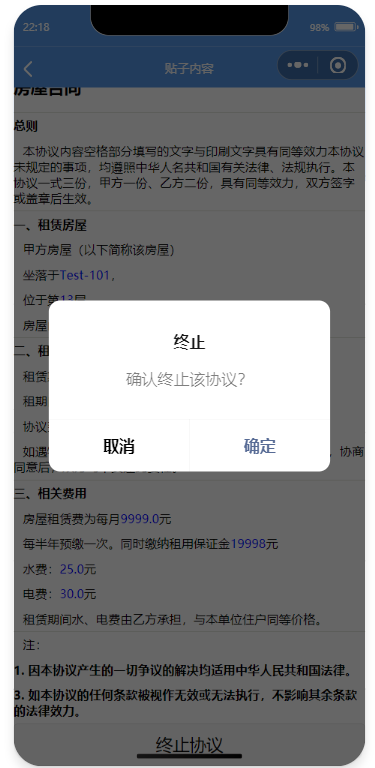 22:18
98%
贴子内容
房屋合同
总则
本协议内容空格部分填写的文字与印刷文字具有同等效力本协议
未规定的事项，均遵照中华人名共和国有关法律、法规执行。本
协议一式三份，甲方一份、乙方二份，具有同等效力，双方签字
或盖章后生效。
一、租赁房屋
甲方房屋（以下简称该房屋）
坐落于Test-101，
位于第13层
房屋
二、租
租赁
租期
协议
如遇
协商
同意后
终止
确认终止该协议？
取消
确定
三、相关费用
房屋租赁费为每月9999.0元
每半年预缴一次。同时缴纳租用保证金19998元
水费：25.0元
电费：30.0元
租赁期间水、电费由乙方承担，与本单位住户同等价格。
注：
1. 因本协议产生的一切争议的解决均适用中华人民共和国法律。
3. 如本协议的任何条款被视作无效或无法执行，不影响其余条款
的法律效力。
终止协议